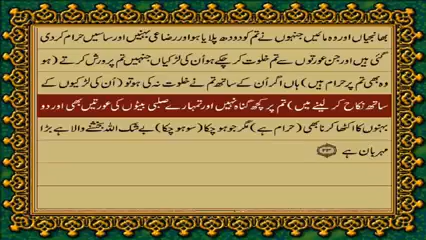 بھانجیاں اور وہ مائیں جنہوں نے تم کو دودھ پلایا ہو اور رضاعی بہنیں اور ساسیں حرام کر دی
گئی ہیں اور جن عورتوں سے تم خلوت کر چکے ہو اُن کی لڑکیاں جنہیں تم پرورش کرتے (ہو
وہ بھی تم پر حرام ہیں) ہاں اگر اُن کے ساتھ تم نے خلوت نہ کی ہو تو (اُن کی لڑکیوں کے
ساتھ نکاح کر لینے میں) تم پر کچھ گناہ نہیں اور تمہارے صلبی بیٹوں کی عورتیں بھی اور دو
بہنوں کا اکٹھا کرنا بھی (حرام ہے) مگر جو ہو چکا (سو ہو چکا) بے شک اللہ بخشنے والا ہے بڑا
مہربان ہے ﴿۲۳﴾